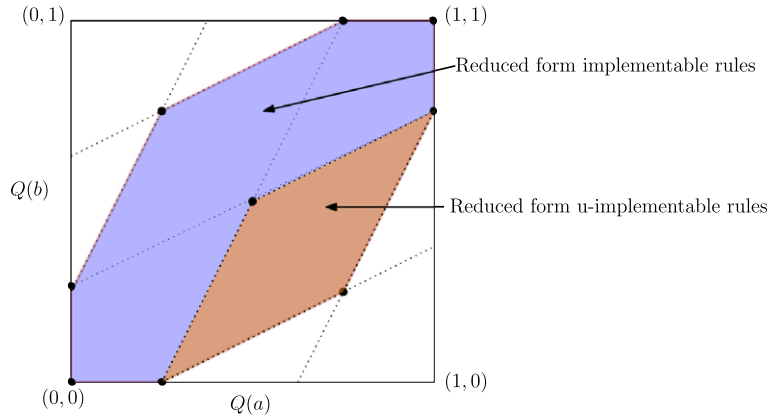 (0, 1)
(1, 1)
Reduced form implementable rules
Q(b)
Reduced form u-implementable rules
(0, 0)
Q(a)
(1, 0)